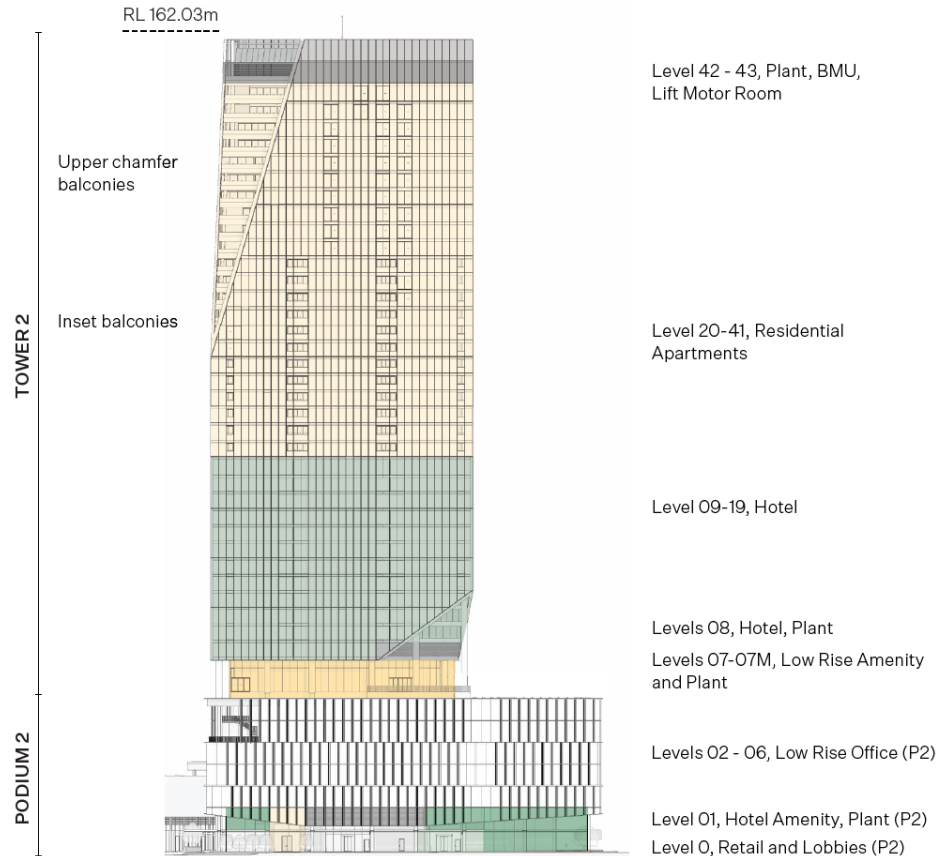 RL 162.03m
Level 42 - 43, Plant, BMU,
Lift Motor Room
Upper chamfer
balconies
Inset balconies
TOWER 2
Level 20-41, Residential
Apartments
Level 09-19, Hotel
Levels 08, Hotel, Plant
Levels 07-07M, Low Rise Amenity
and Plant
PODIUM 2
Levels 02 - 06, Low Rise Office (P2)
Level 01, Hotel Amenity, Plant (P2)
Level 0, Retail and Lobbies (P2)